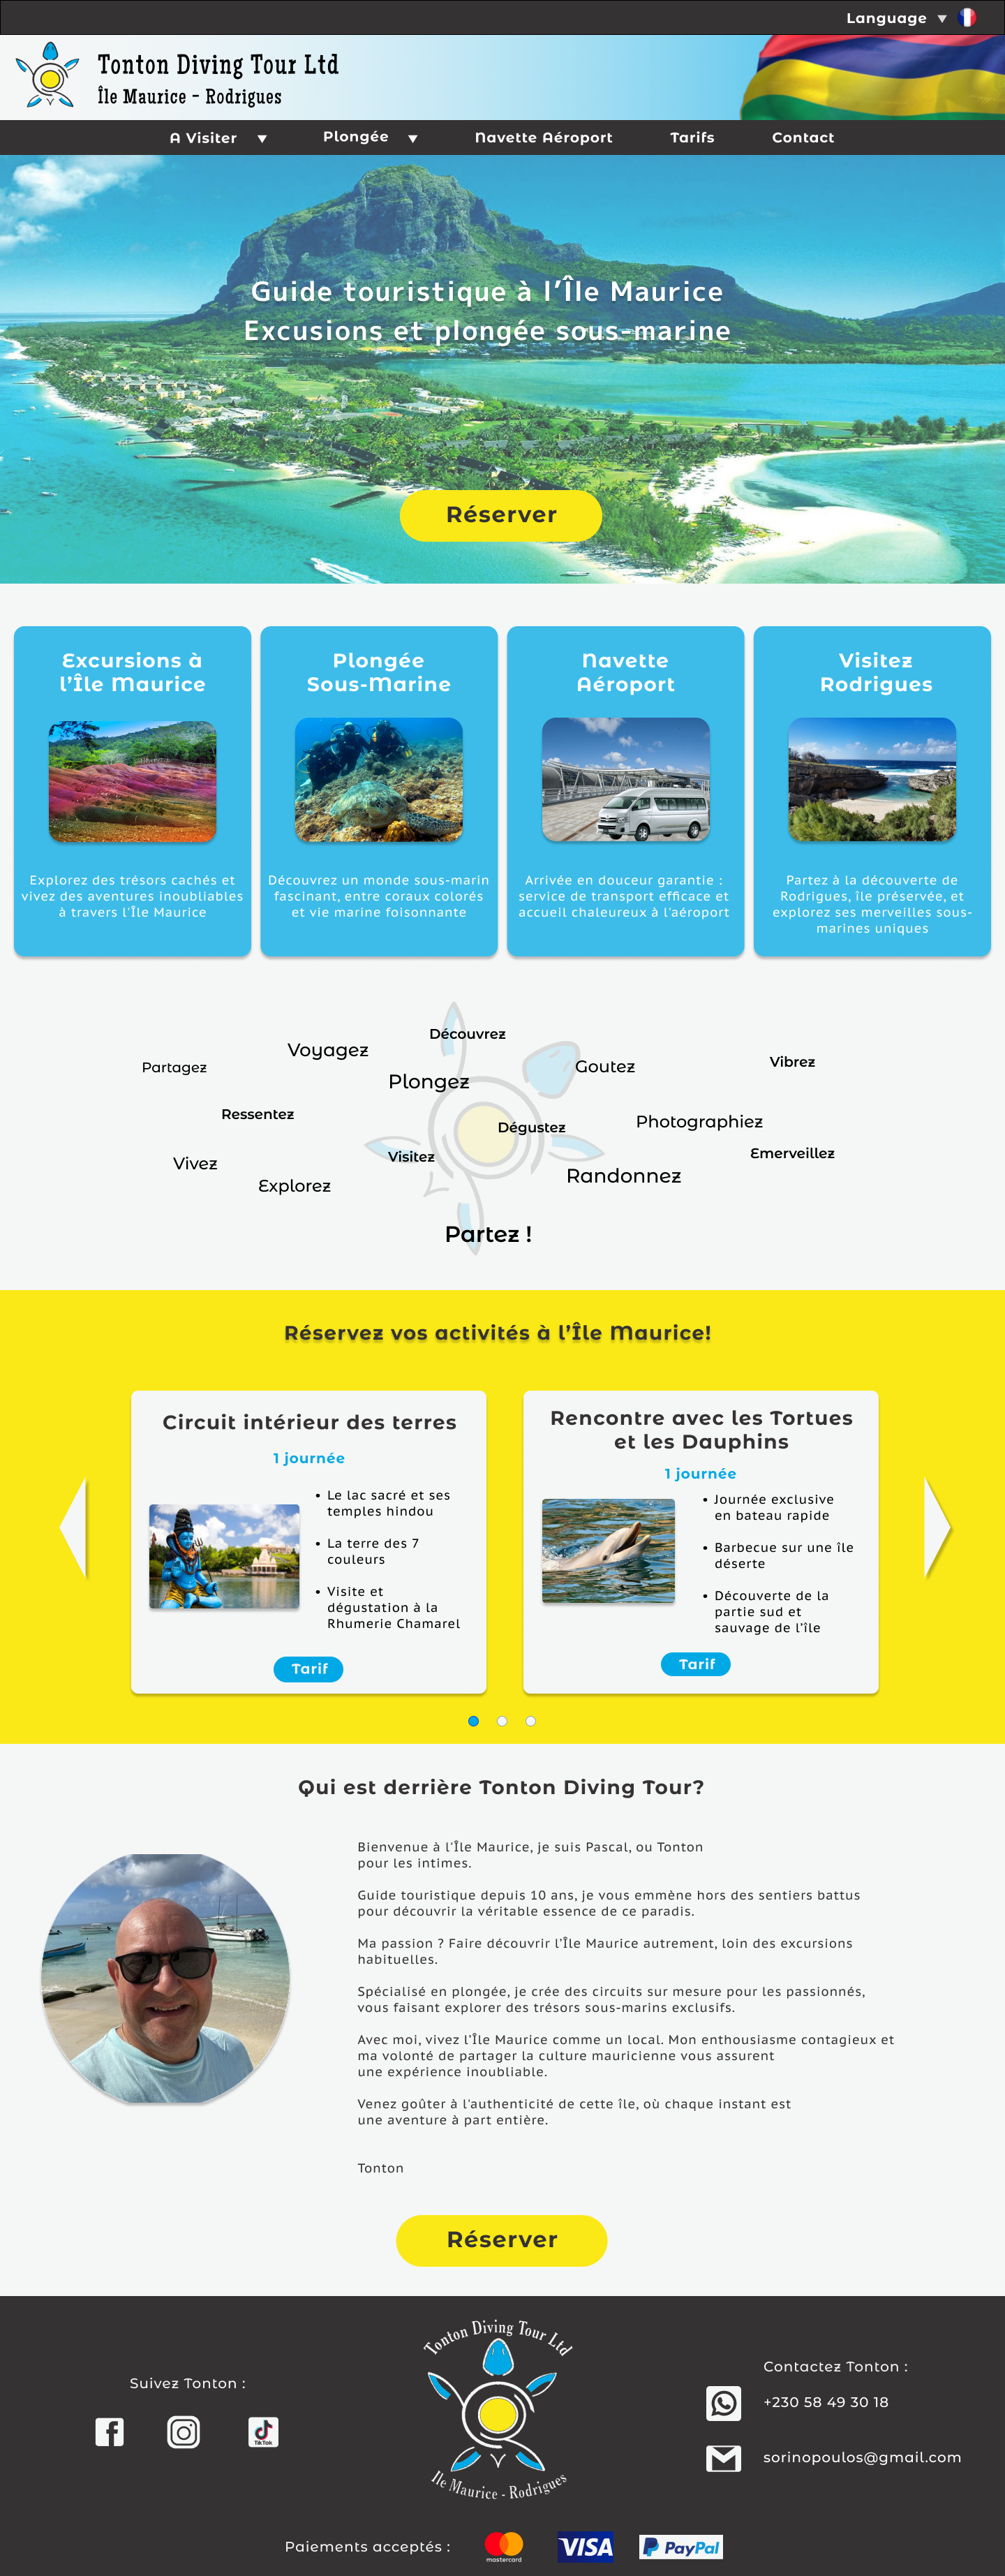 Language
Tonton Diving Tour Ltd
Île Maurice - Rodrigues
A Visiter
Plongée
Navette Aéroport
Tarifs
Contact
Guide touristique à l’Île Maurice
Excusions et plongée sous-marine
Réserver
Excursions à
l’Île Maurice
Explorez des trésors cachés et
vivez des aventures inoubliables
à travers l'Île Maurice
Plongée
Sous-Marine
Découvrez un monde sous-marin
fascinant, entre coraux colorés
et vie marine foisonnante
Navette
Aéroport
Arrivée en douceur garantie :
service de transport efficace et
accueil chaleureux à l'aéroport
Visitez
Rodrigues
Partez à la découverte de
Rodrigues, île préservée, et
explorez ses merveilles sous-
marines uniques
Découvrez
Voyagez
Partagez
Goutez
Vibrez
Plongez
Ressentez
Dégustez
Photographiez
Vivez
Visitez
Emerveillez
Explorez
Randonnez
Partez !
Réservez vos activités à l’Île Maurice!
Circuit intérieur des terres
1 journée
• Le lac sacré et ses
temples hindou
• La terre des 7
couleurs
• Visite et
dégustation à la
Rhumerie Chamarel
Tarif
Rencontre avec les Tortues
et les Dauphins
1 journée
• Journée exclusive
en bateau rapide
• Barbecue sur une île
déserte
• Découverte de la
partie sud et
sauvage de l’île
Tarif
Qui est derrière Tonton Diving Tour?
Bienvenue à l'Île Maurice, je suis Pascal, ou Tonton
pour les intimes.
Guide touristique depuis 10 ans, je vous emmène hors des sentiers battus
pour découvrir la véritable essence de ce paradis.
Ma passion ? Faire découvrir l’Île Maurice autrement, loin des excursions
habituelles.
Spécialisé en plongée, je crée des circuits sur mesure pour les passionnés,
vous faisant explorer des trésors sous-marins exclusifs.
Avec moi, vivez l’Île Maurice comme un local. Mon enthousiasme contagieux et
ma volonté de partager la culture mauricienne vous assurent
une expérience inoubliable.
Venez goûter à l'authenticité de cette île, où chaque instant est
une aventure à part entière.
Tonton
Réserver
Suivez Tonton :
TikTok
Tonton Diving Tour Ltd
Ile Maurice - Rodrigues
Contactez Tonton :
+230 58 49 30 18
sorinopoulos@gmail.com
Paiements acceptés :
mastercard
VISA
PayPal